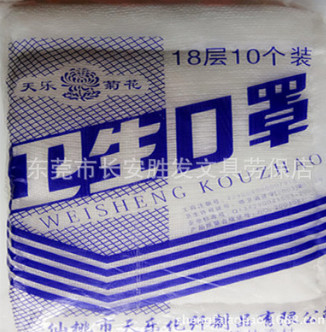 18层10个装
天乐 菊花
卫生口罩
东莞市长安胜发文具劳保店
WEISHENG KOUZHAO
仙桃市天乐化纤制品有限公